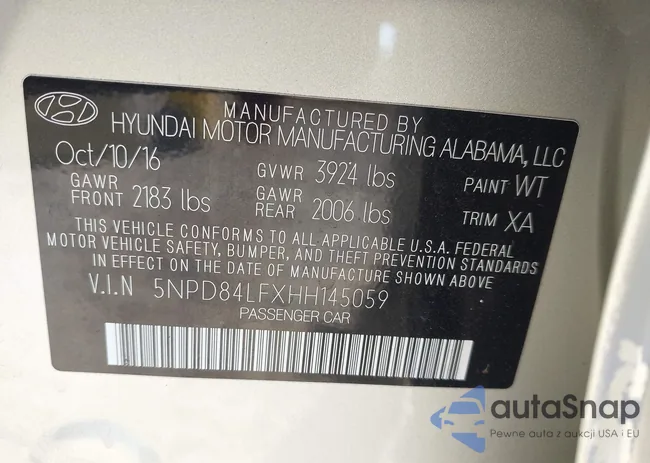 MANUFACTURED BY
HYUNDAI MOTOR MANUFACTURING ALABAMA, LLC
Oct/10/16 GVWR 3924 lbs PAINT WT
GAWR FRONT 2183 lbs GAWR REAR 2006 lbs TRIM XA
THIS VEHICLE CONFORMS TO ALL APPLICABLE U.S.A. FEDERAL
MOTOR VEHICLE SAFETY, BUMPER, AND THEFT PREVENTION STANDARDS
IN EFFECT ON THE DATE OF MANUFACTURE SHOWN ABOVE
V.I.N 5NPD84LFXHH145059
PASSENGER CAR
autaSnap
Pewne auta z aukcji USA i EU